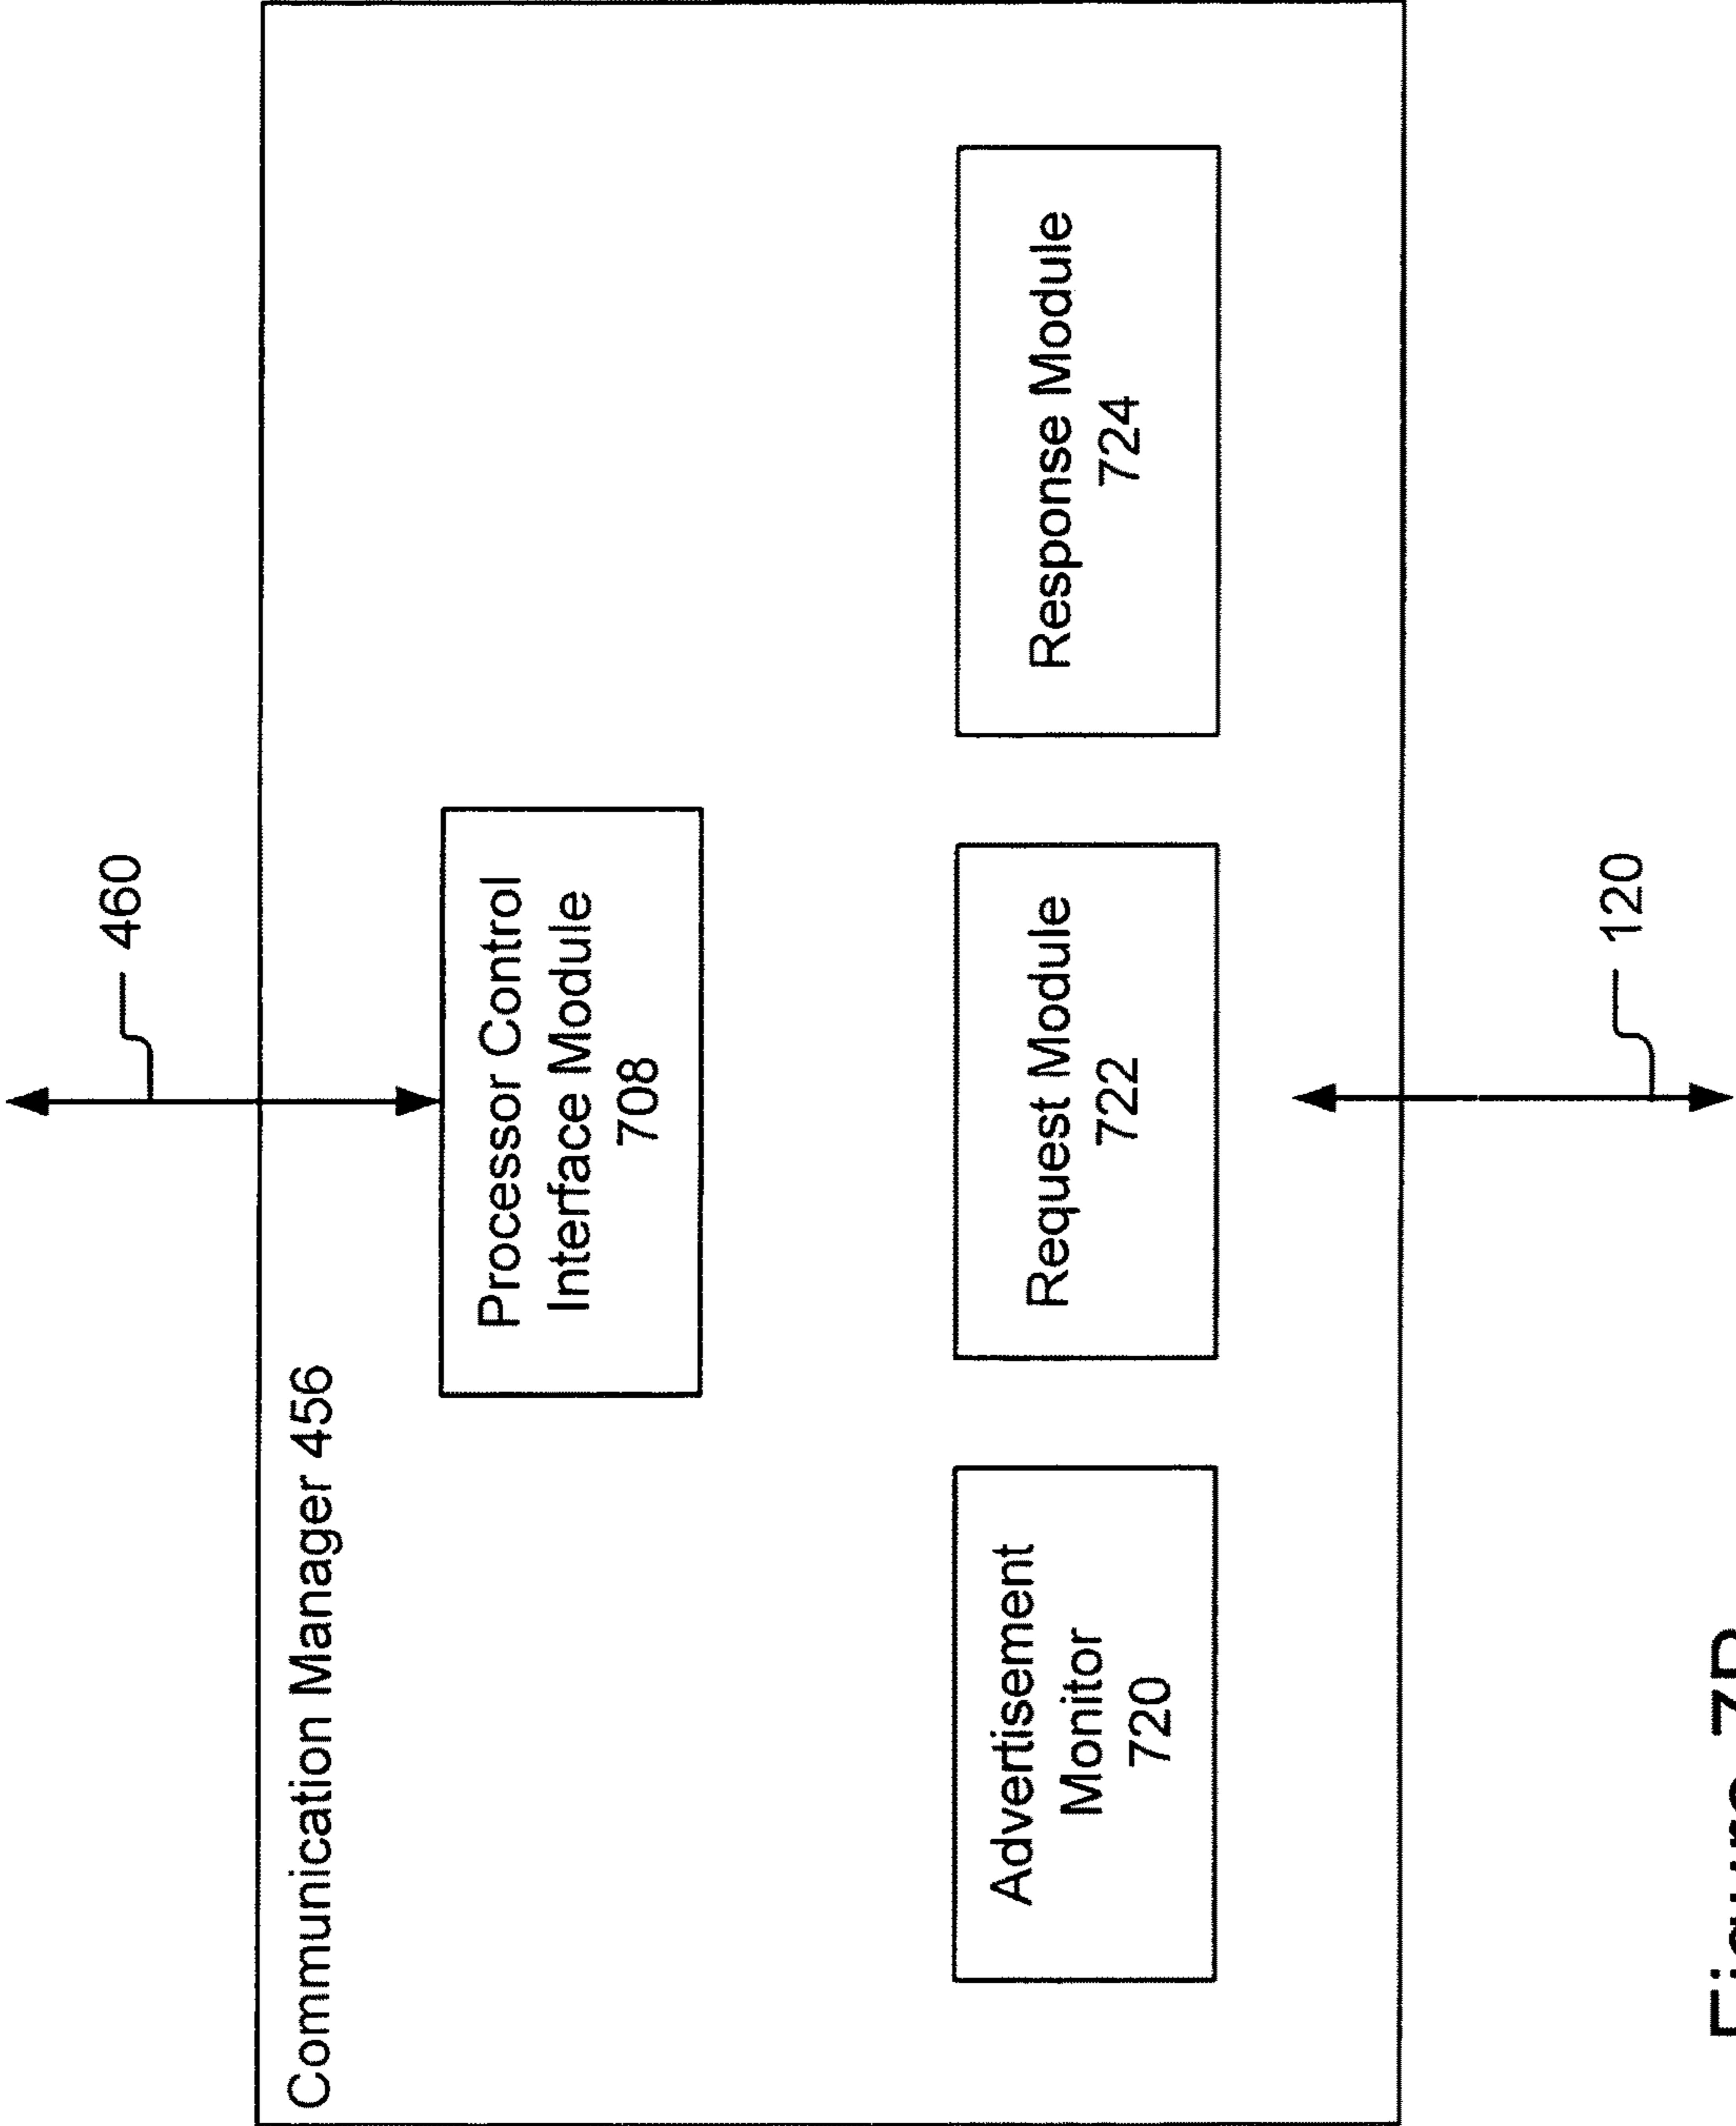 460
Communication Manager 456
Processor Control
Interface Module
708
Advertisement
Monitor
720
Request Module
722
Response Module
724
120
Figure